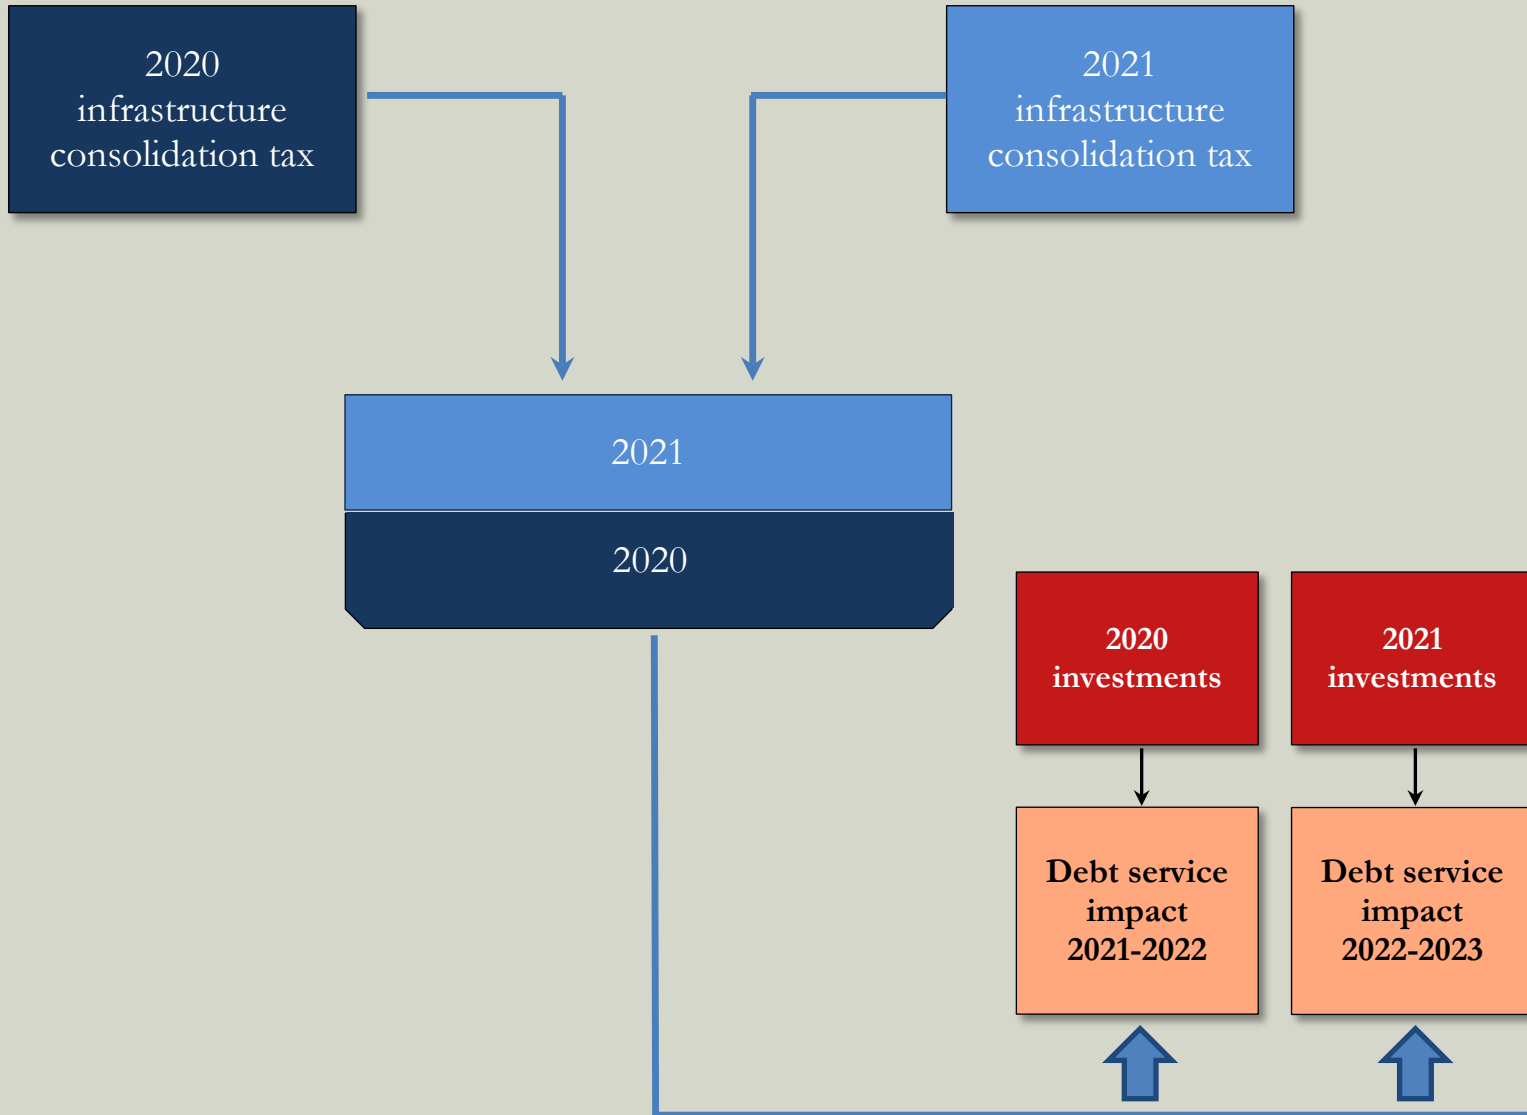 2020
infrastructure
consolidation tax
2021
infrastructure
consolidation tax
2021
2020
2020
investments
2021
investments
Debt service
impact
2021-2022
Debt service
impact
2022-2023